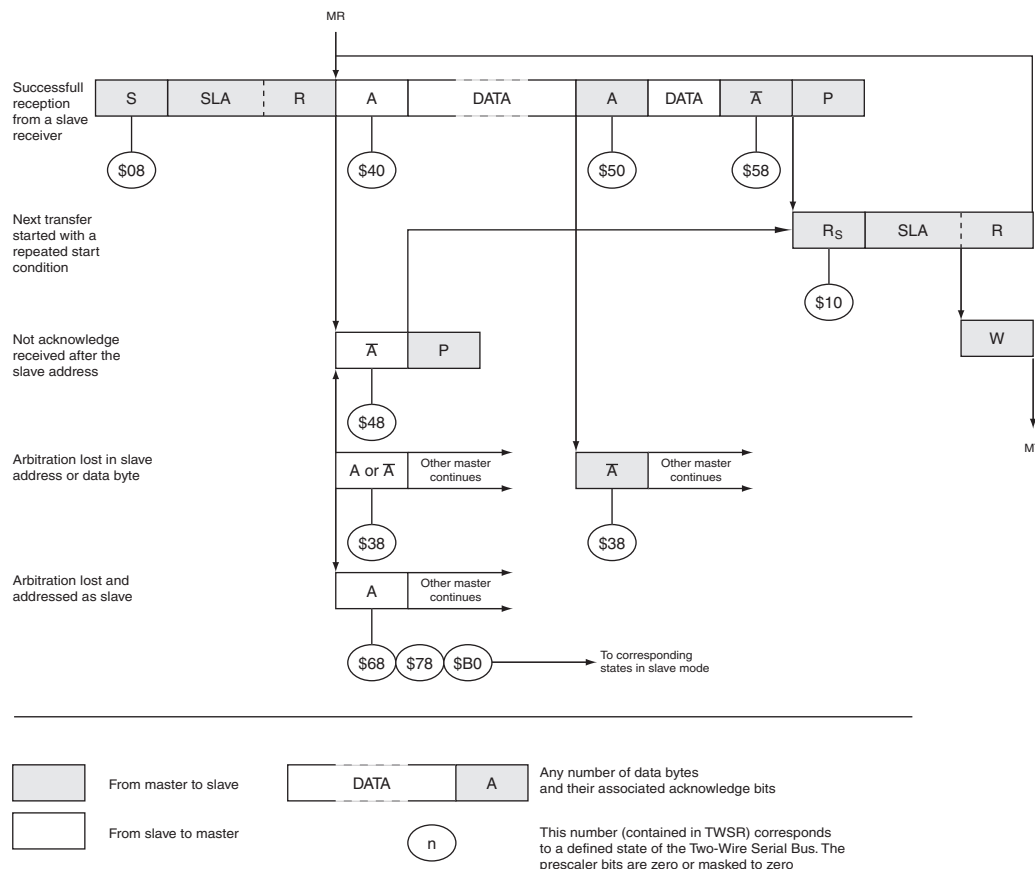 MR
Successfull
reception
from a slave
receiver
S SLA R A DATA A DATA A̅ P
$08 $40 $50 $58
Next transfer
started with a
repeated start
condition
RS SLA R
$10
Not acknowledge
received after the
slave address
A̅ P
W
$48
M
Arbitration lost in slave
address or data byte
A or A̅ Other master
continues
A̅ Other master
continues
$38 $38
Arbitration lost and
addressed as slave
A Other master
continues
$68 $78 $B0 To corresponding
states in slave mode
From master to slave
DATA A Any number of data bytes
and their associated acknowledge bits
From slave to master
n This number (contained in TWSR) corresponds
to a defined state of the Two-Wire Serial Bus. The
prescaler bits are zero or masked to zero